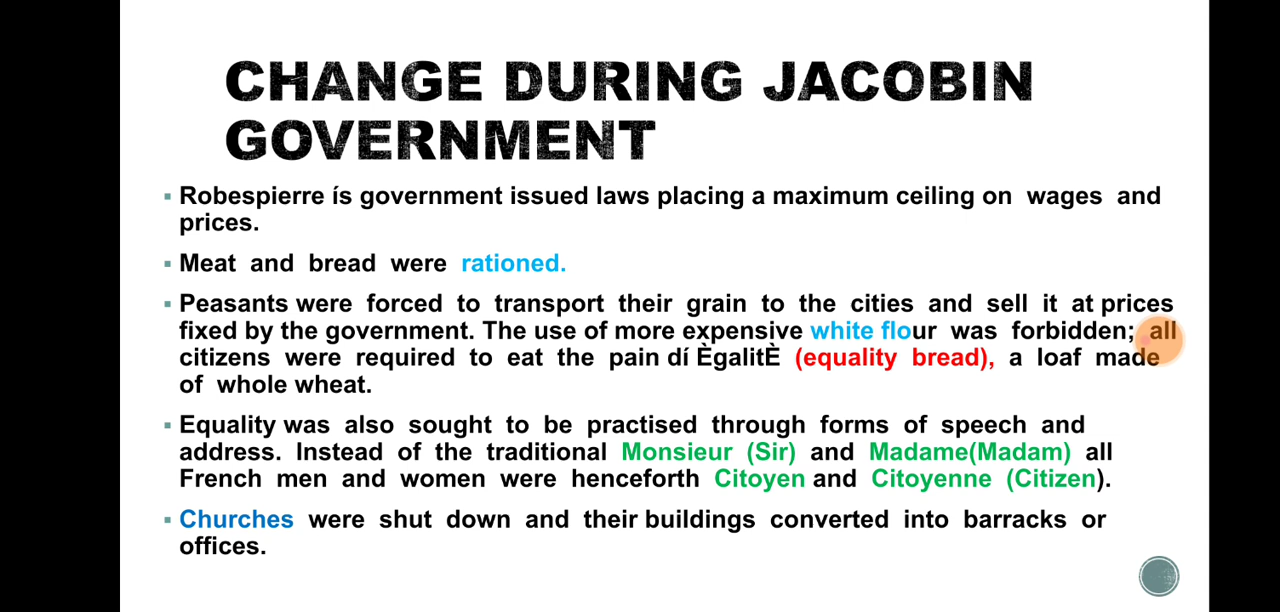 CHANGE DURING JACOBIN
GOVERNMENT
▪ Robespierre ís government issued laws placing a maximum ceiling on wages and
prices.
▪ Meat and bread were rationed.
▪ Peasants were forced to transport their grain to the cities and sell it at prices
fixed by the government. The use of more expensive white flour was forbidden; all
citizens were required to eat the pain dí ÈgalitÈ (equality bread), a loaf made
of whole wheat.
▪ Equality was also sought to be practised through forms of speech and
address. Instead of the traditional Monsieur (Sir) and Madame(Madam) all
French men and women were henceforth Citoyen and Citoyenne (Citizen).
▪ Churches were shut down and their buildings converted into barracks or
offices.